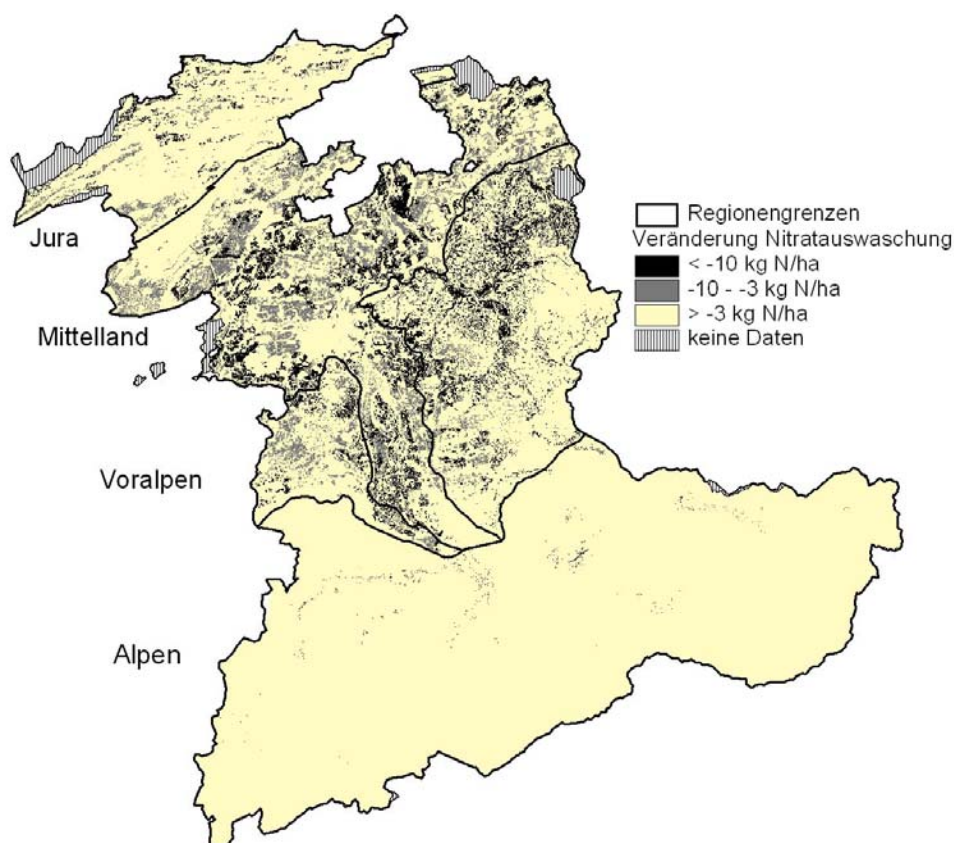 Jura
Mittelland
Voralpen
Alpen
Regionengrenzen
Veränderung Nitratauswaschung
< -10 kg N/ha
-10 - -3 kg N/ha
> -3 kg N/ha
keine Daten